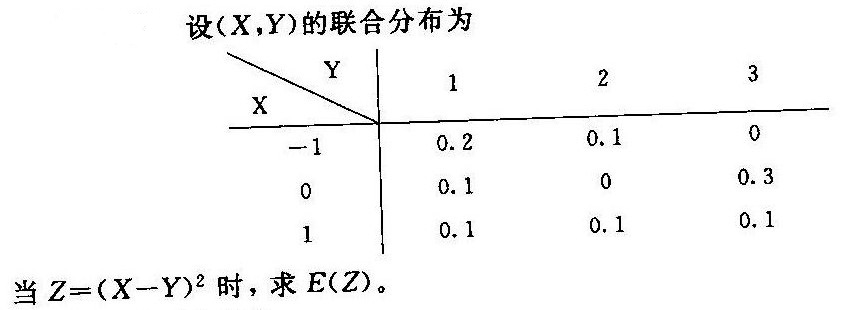 设(X,Y)的联合分布为
Y
X
1 2 3
-1 0.2 0.1 0
0 0.1 0 0.3
1 0.1 0.1 0.1
当 Z=(X-Y)² 时,求 E(Z)。